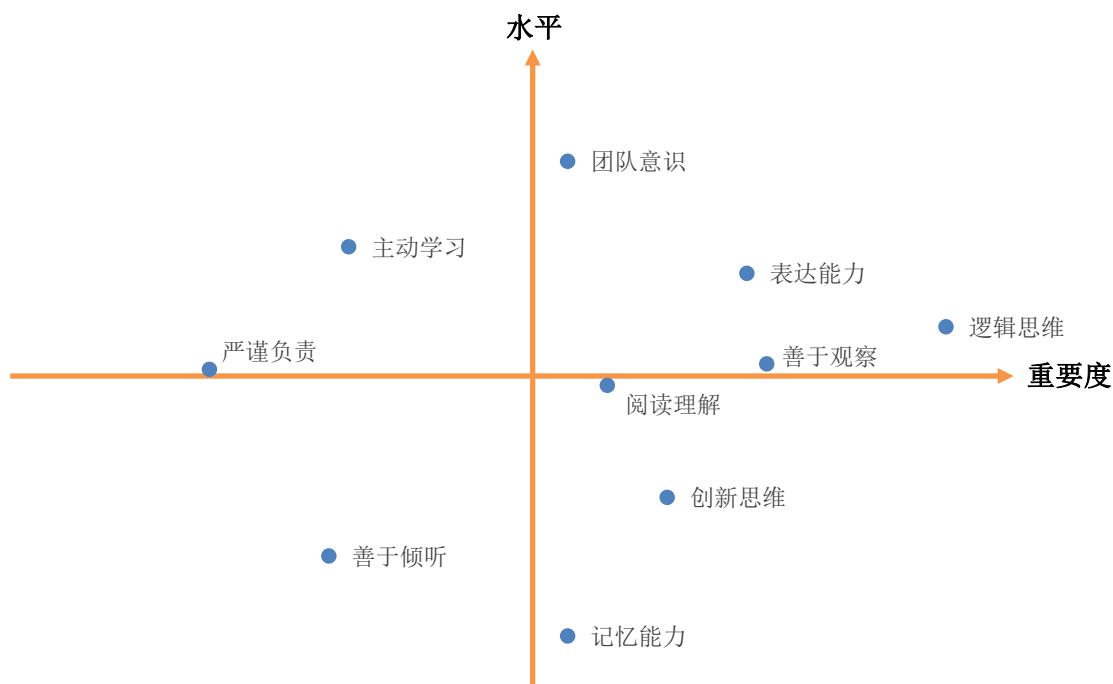 水平
团队意识
主动学习
表达能力
逻辑思维
严谨负责
善于观察
重要度
阅读理解
创新思维
善于倾听
记忆能力